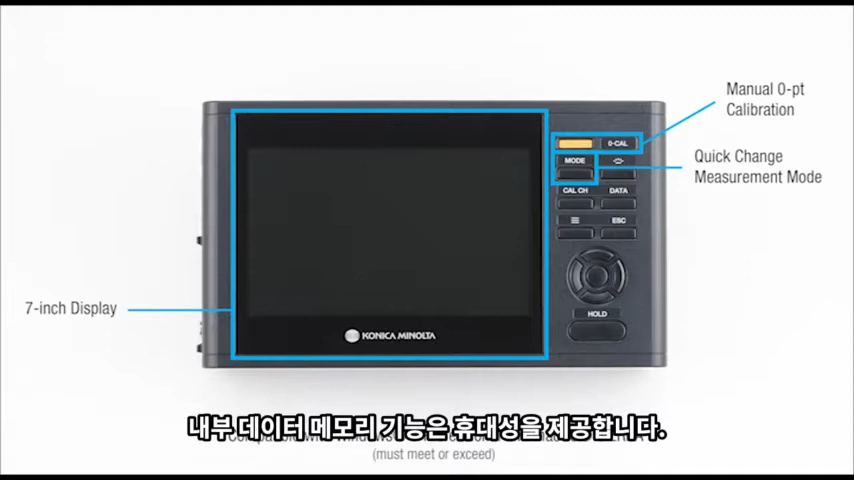 Manual 0-pt
Calibration
0-CAL
MODE
Quick Change
Measurement Mode
CAL CH
DATA
ESC
7-inch Display
HOLD
KONICA MINOLTA
내부 데이터 메모리 기능은 휴대성을 제공합니다.
(must meet or exceed)